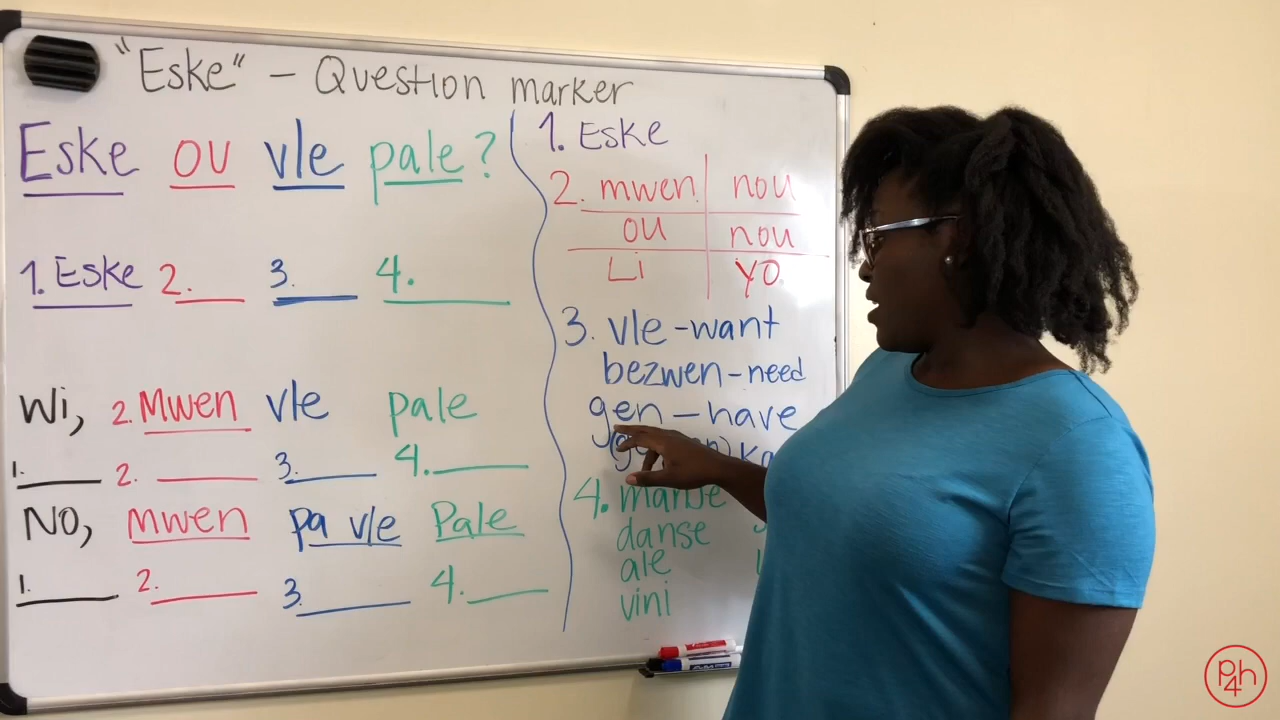 "Eske" - Question marker
Eske ou vle pale?
1. Eske 2. 3. 4.
Wi, 2. Mwen vle pale
1. 2. 3. 4.
No, mwen pa vle Pale
1. 2. 3. 4.
1. Eske
2. mwen nou
ou nou
Li yo
3. vle - want
bezwen - need
gen - have
4. manje
danse
ale
vini
P4h